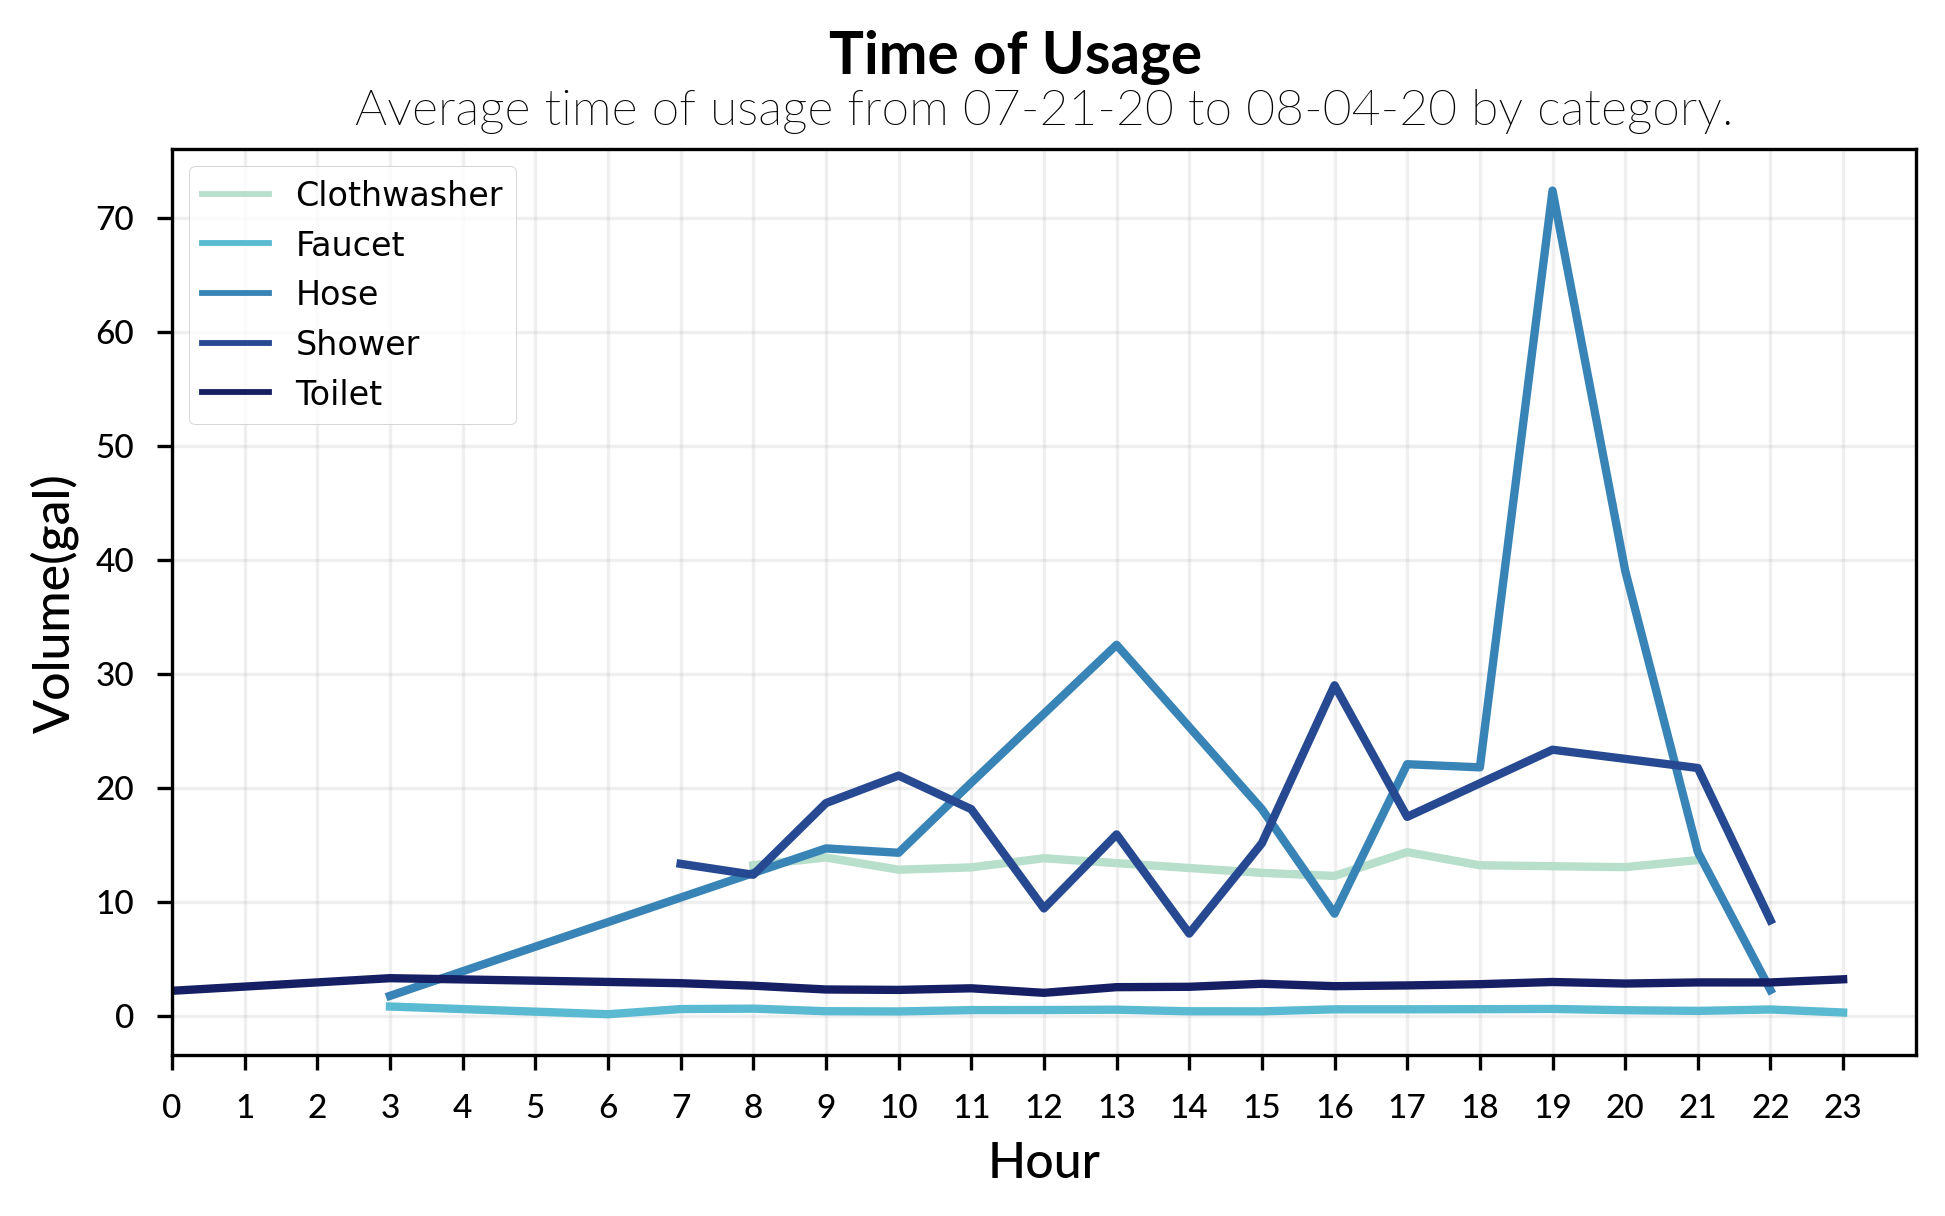 Time of Usage
Average time of usage from 07-21-20 to 08-04-20 by category.
Clothwasher
Faucet
Hose
Shower
Toilet
Volume(gal)
70
60
50
40
30
20
10
0
0 1 2 3 4 5 6 7 8 9 10 11 12 13 14 15 16 17 18 19 20 21 22 23
Hour